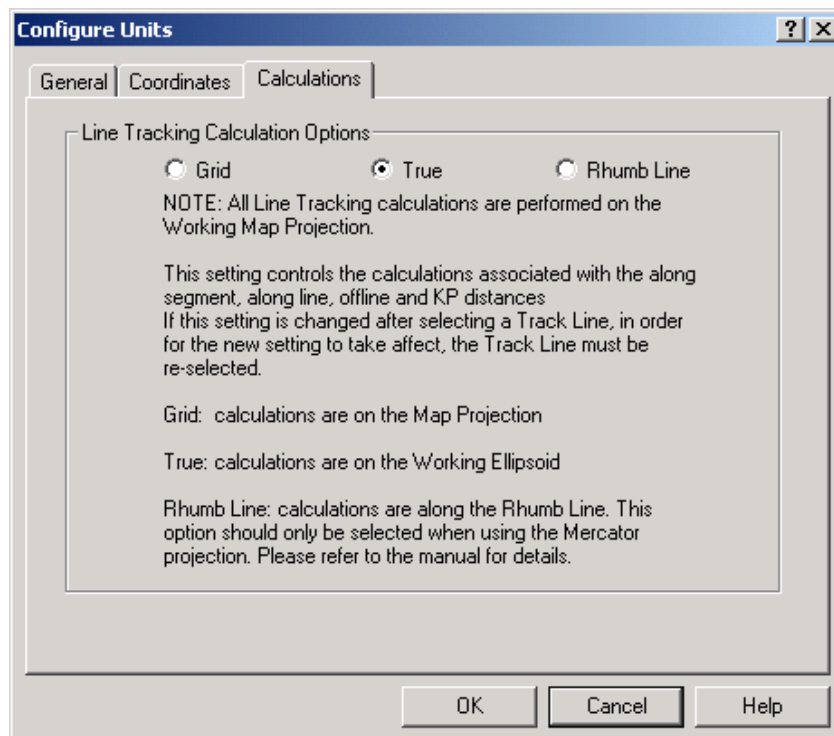 Configure Units
General Coordinates Calculations
Line Tracking Calculation Options
Grid True Rhumb Line
NOTE: All Line Tracking calculations are performed on the
Working Map Projection.
This setting controls the calculations associated with the along
segment, along line, offline and KP distances
If this setting is changed after selecting a Track Line, in order
for the new setting to take affect, the Track Line must be
re-selected.
Grid: calculations are on the Map Projection
True: calculations are on the Working Ellipsoid
Rhumb Line: calculations are along the Rhumb Line. This
option should only be selected when using the Mercator
projection. Please refer to the manual for details.
OK Cancel Help